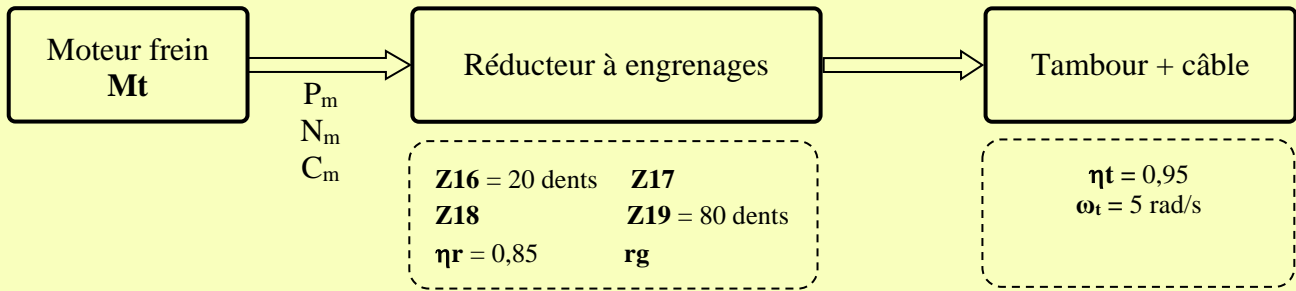 Moteur frein
Mt
Réducteur à engrenages
Tambour + câble
Pm
Nm
Cm
Z16 = 20 dents Z17
Z18 Z19 = 80 dents
ηr = 0,85 rg
ηt = 0,95
ωt = 5 rad/s